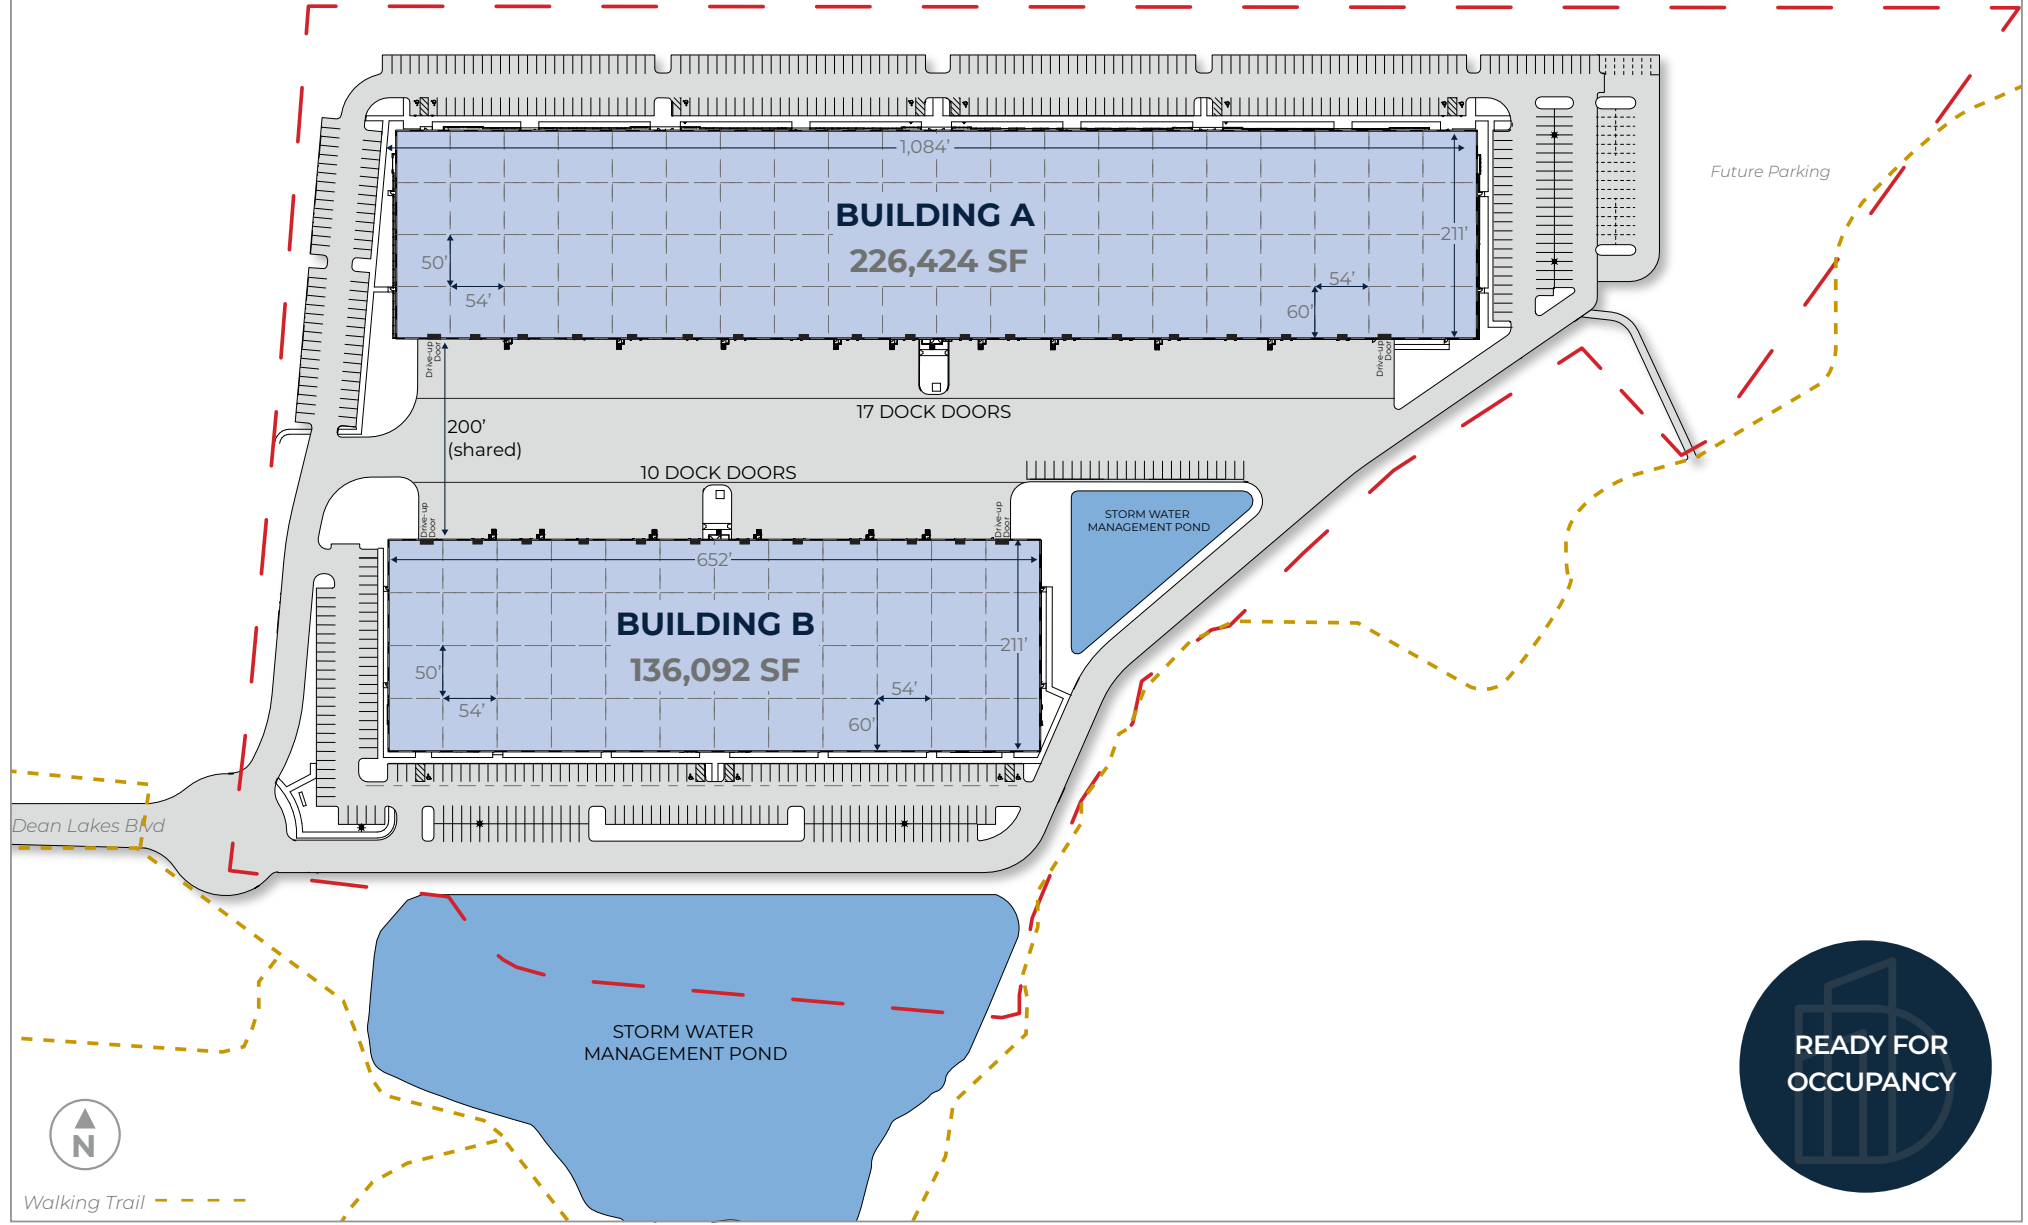 1,084'
Future Parking
BUILDING A
226,424 SF
211'
50'
54'
54'
60'
Drive-up
Door
Drive-up
Door
17 DOCK DOORS
200'
(shared)
10 DOCK DOORS
Drive-up
Door
Drive-up
Door
STORM WATER
MANAGEMENT POND
652'
BUILDING B
136,092 SF
211'
50'
54'
54'
60'
Dean Lakes Blvd
STORM WATER
MANAGEMENT POND
READY FOR
OCCUPANCY
N
Walking Trail